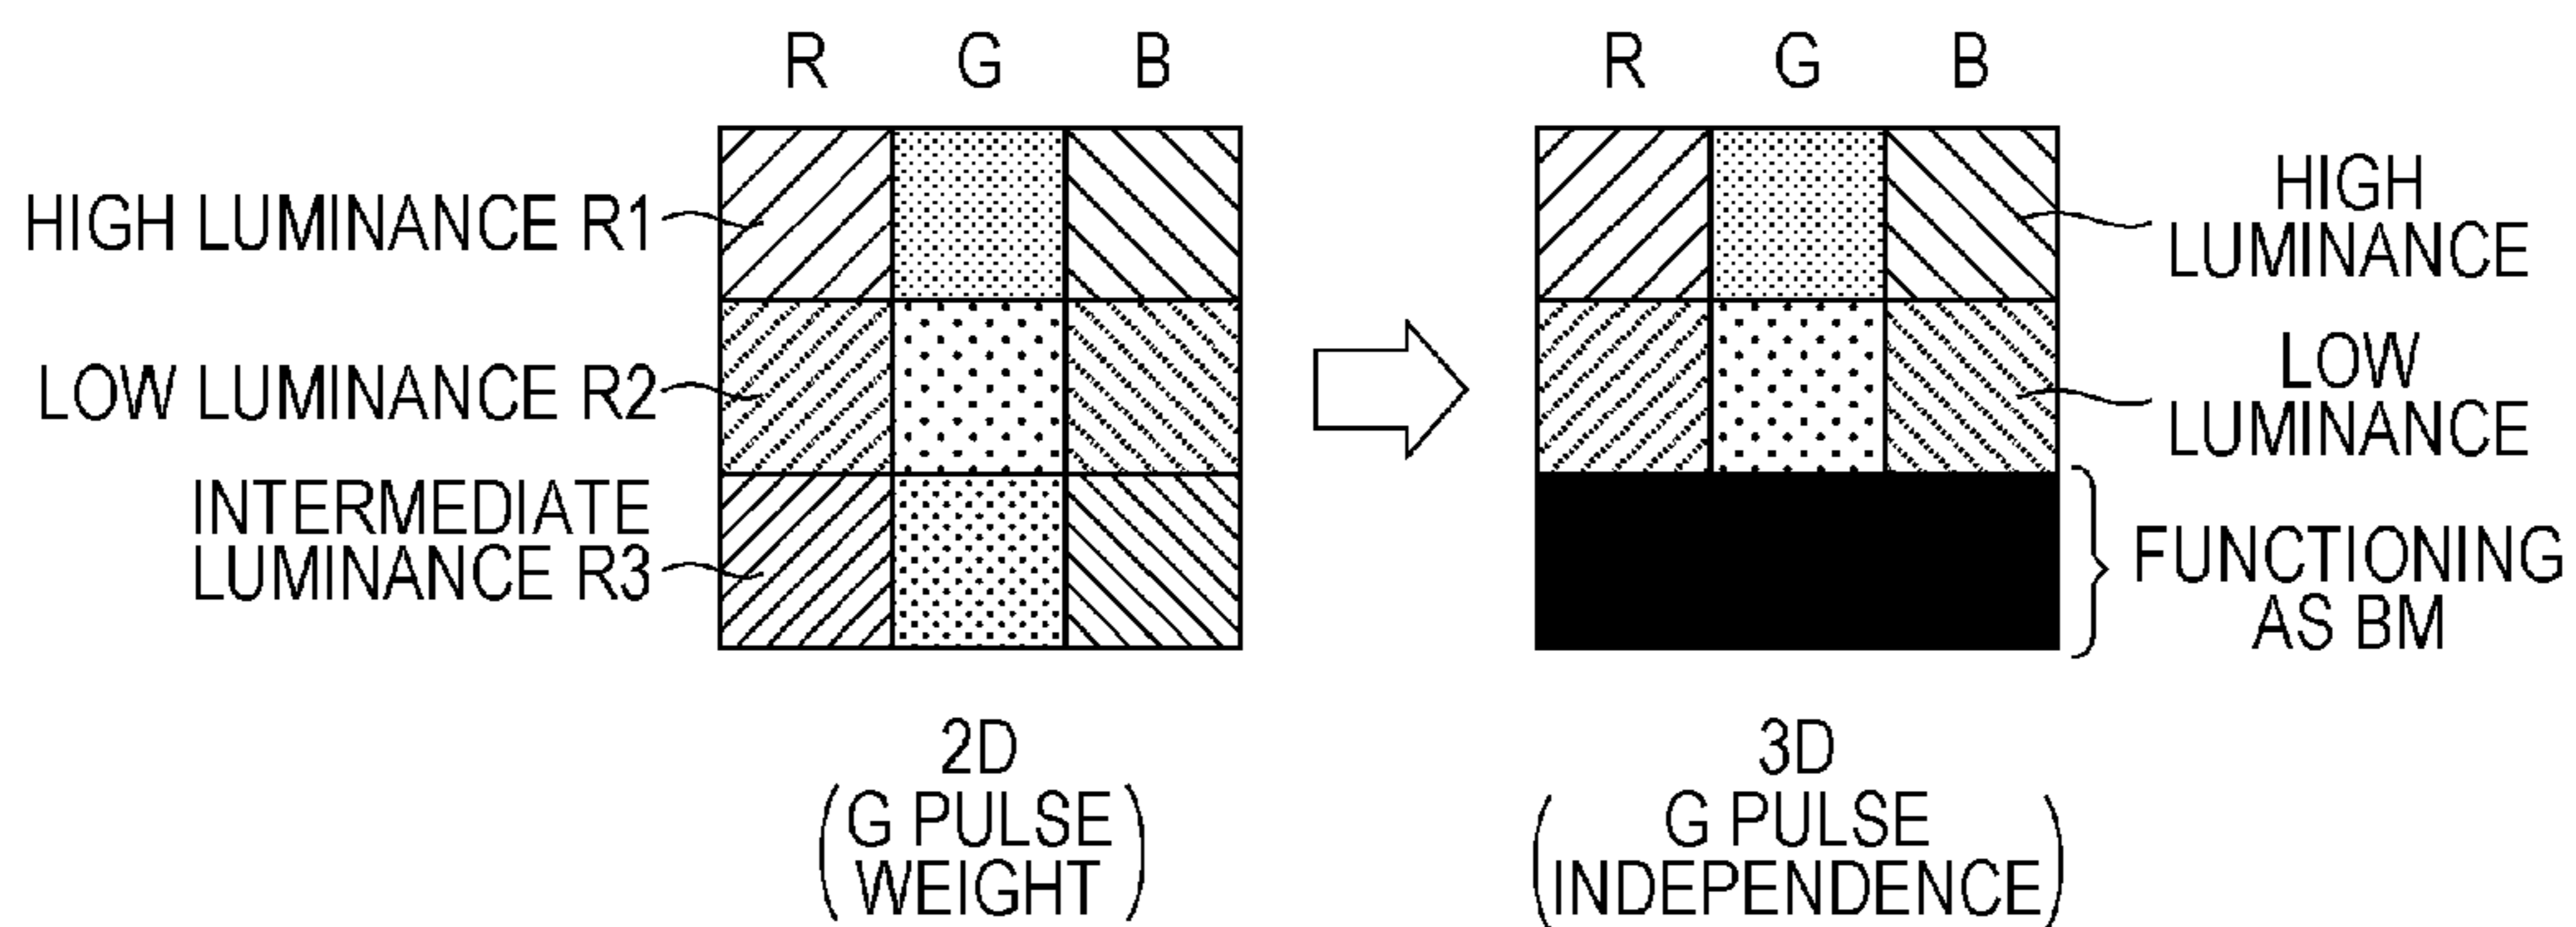 R G B
R G B
HIGH LUMINANCE R1
LOW LUMINANCE R2
INTERMEDIATE
LUMINANCE R3
HIGH
LUMINANCE
LOW
LUMINANCE
FUNCTIONING
AS BM
2D
(G PULSE
WEIGHT)
3D
(G PULSE
INDEPENDENCE)